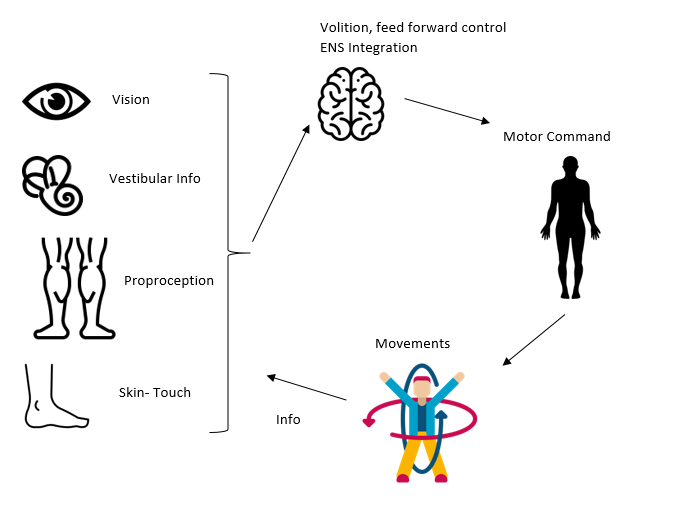 Volition, feed forward control
ENS Integration
Vision
Motor Command
Vestibular Info
Proproception
Movements
Skin- Touch
Info